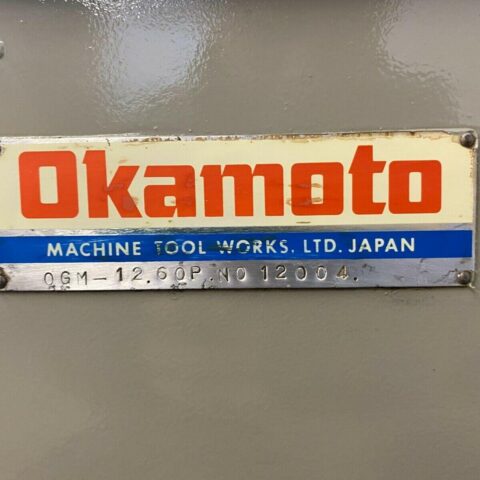 Okamoto
MACHINE TOOL WORKS. LTD. JAPAN
OGM-12.60P.NO 12004.